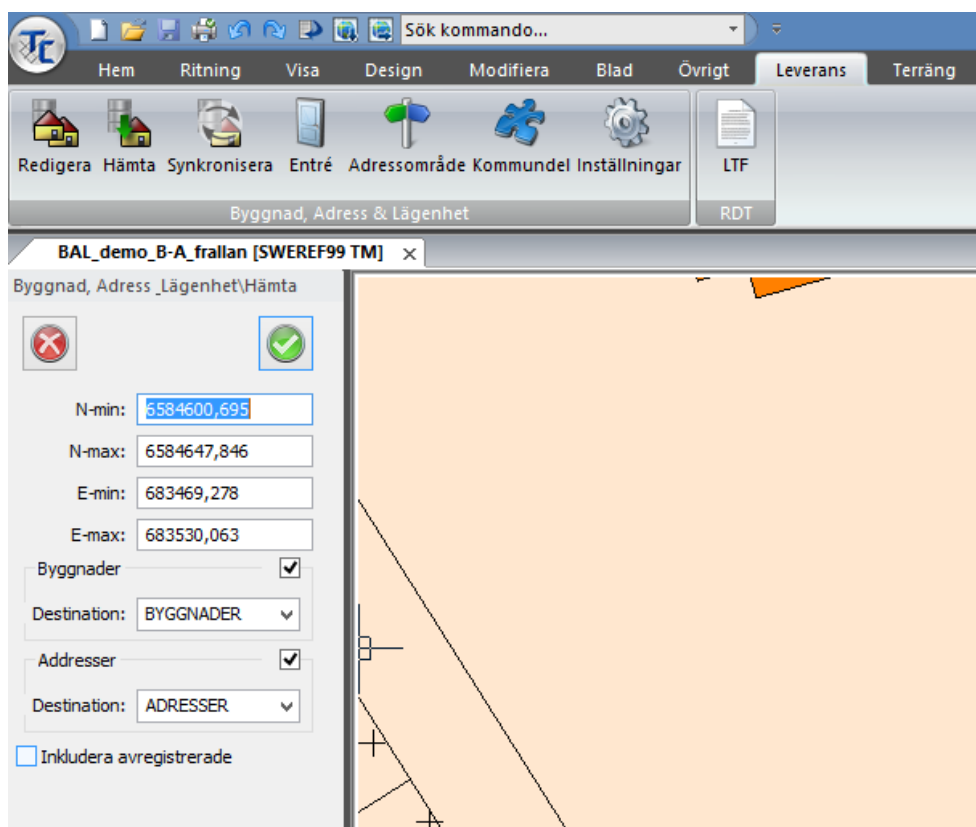 TC
Sök kommando...
Hem Ritning Visa Design Modifiera Blad Övrigt Leverans Terräng
Redigera Hämta Synkronisera Entré Adressområde Kommundel Inställningar LTF
Byggnad, Adress & Lägenhet RDT
BAL_demo_B-A_frallan [SWEREF99 TM] ×
Byggnad, Adress _Lägenhet\Hämta
N-min: 6584600,695
N-max: 6584647,846
E-min: 683469,278
E-max: 683530,063
Byggnader
Destination: BYGGNADER
Addresser
Destination: ADRESSER
Inkludera avregistrerade